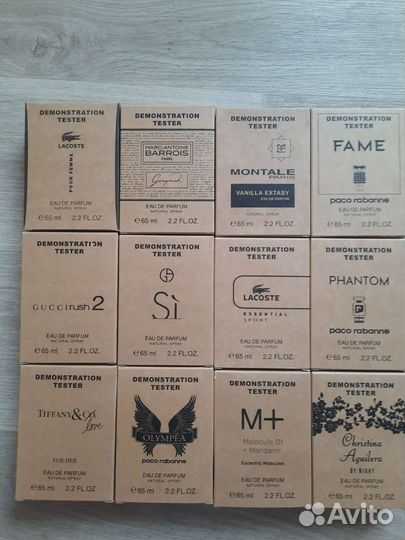 DEMONSTRATION
TESTER
LACOSTE
POUR FEMME
EAU DE PARFUM
NATURAL SPRAY
e 65 ml 2.2 FL.OZ.
DEMONSTRATION
TESTER
MARC-ANTOINE
BARROIS
PARIS
Ganymede
EAU DE PARFUM
NATURAL SPRAY
e 65 ml 2.2 FL.OZ.
DEMONSTRATION
TESTER
MONTALE
PARIS
VANILLA EXTASY
EAU DE PARFUM
NATURAL SPRAY
e 65 ml 2.2 FL.OZ.
DEMONSTRATION
TESTER
FAME
paco rabanne
EAU DE PARFUM
NATURAL SPRAY
e 65 ml 2.2 FL.OZ.
DEMONSTRATION
TESTER
GUCCI rush 2
EAU DE PARFUM
NATURAL SPRAY
e 65 ml 2.2 FL.OZ.
DEMONSTRATION
TESTER
Sì
EAU DE PARFUM
NATURAL SPRAY
e 65 ml 2.2 FL.OZ.
DEMONSTRATION
TESTER
LACOSTE
ESSENTIAL
SPORT
EAU DE PARFUM
NATURAL SPRAY
e 65 ml 2.2 FL.OZ.
DEMONSTRATION
TESTER
PHANTOM
paco rabanne
EAU DE PARFUM
NATURAL SPRAY
e 65 ml 2.2 FL.OZ.
DEMONSTRATION
TESTER
TIFFANY & CO.
love
FOR HER
EAU DE PARFUM
NATURAL SPRAY
e 65 ml 2.2 FL.OZ.
DEMONSTRATION
TESTER
OLYMPÉA
paco rabanne
EAU DE PARFUM
NATURAL SPRAY
e 65 ml 2.2 FL.OZ.
DEMONSTRATION
TESTER
M+
Molecule 01
+ Mandarin
Escentric Molecules
EAU DE PARFUM
NATURAL SPRAY
e 65 ml 2.2 FL.OZ.
DEMONSTRATION
TESTER
Christina
Aguilera
BY NIGHT
EAU DE PARFUM
NATURAL SPRAY
e 65 ml 2.2 FL.OZ.
Avito